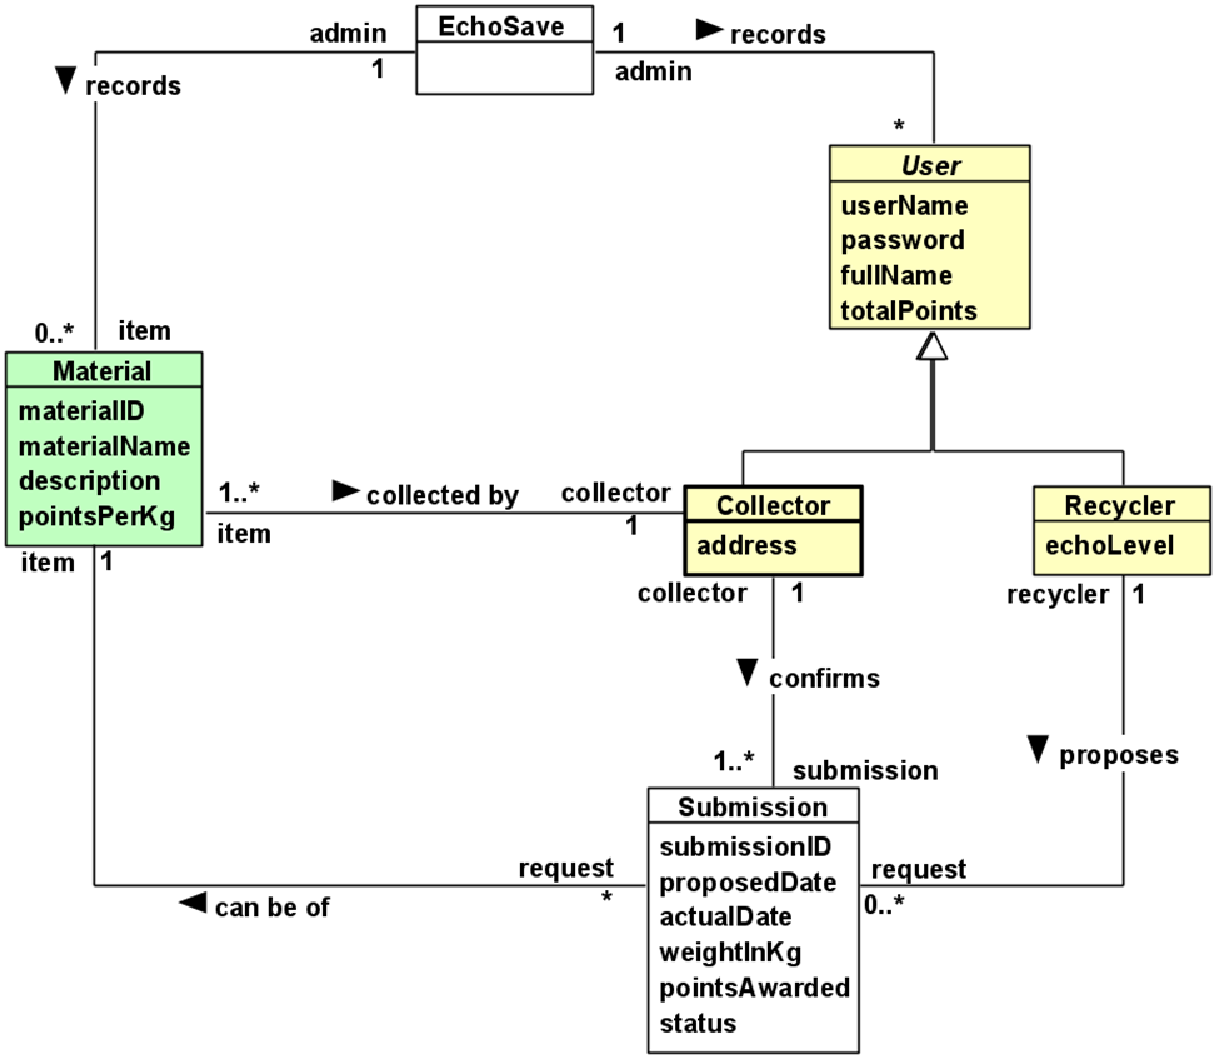 EchoSave
admin
1
1
records
admin
records
*
User
userName
password
fullName
totalPoints
0..*
item
Material
materialID
materialName
description
pointsPerKg
1..*
collected by
collector
item
1
Collector
address
Recycler
echoLevel
item
1
collector
1
recycler
1
confirms
proposes
1..*
submission
Submission
submissionID
proposedDate
actualDate
weightInKg
pointsAwarded
status
request
*
can be of
request
0..*